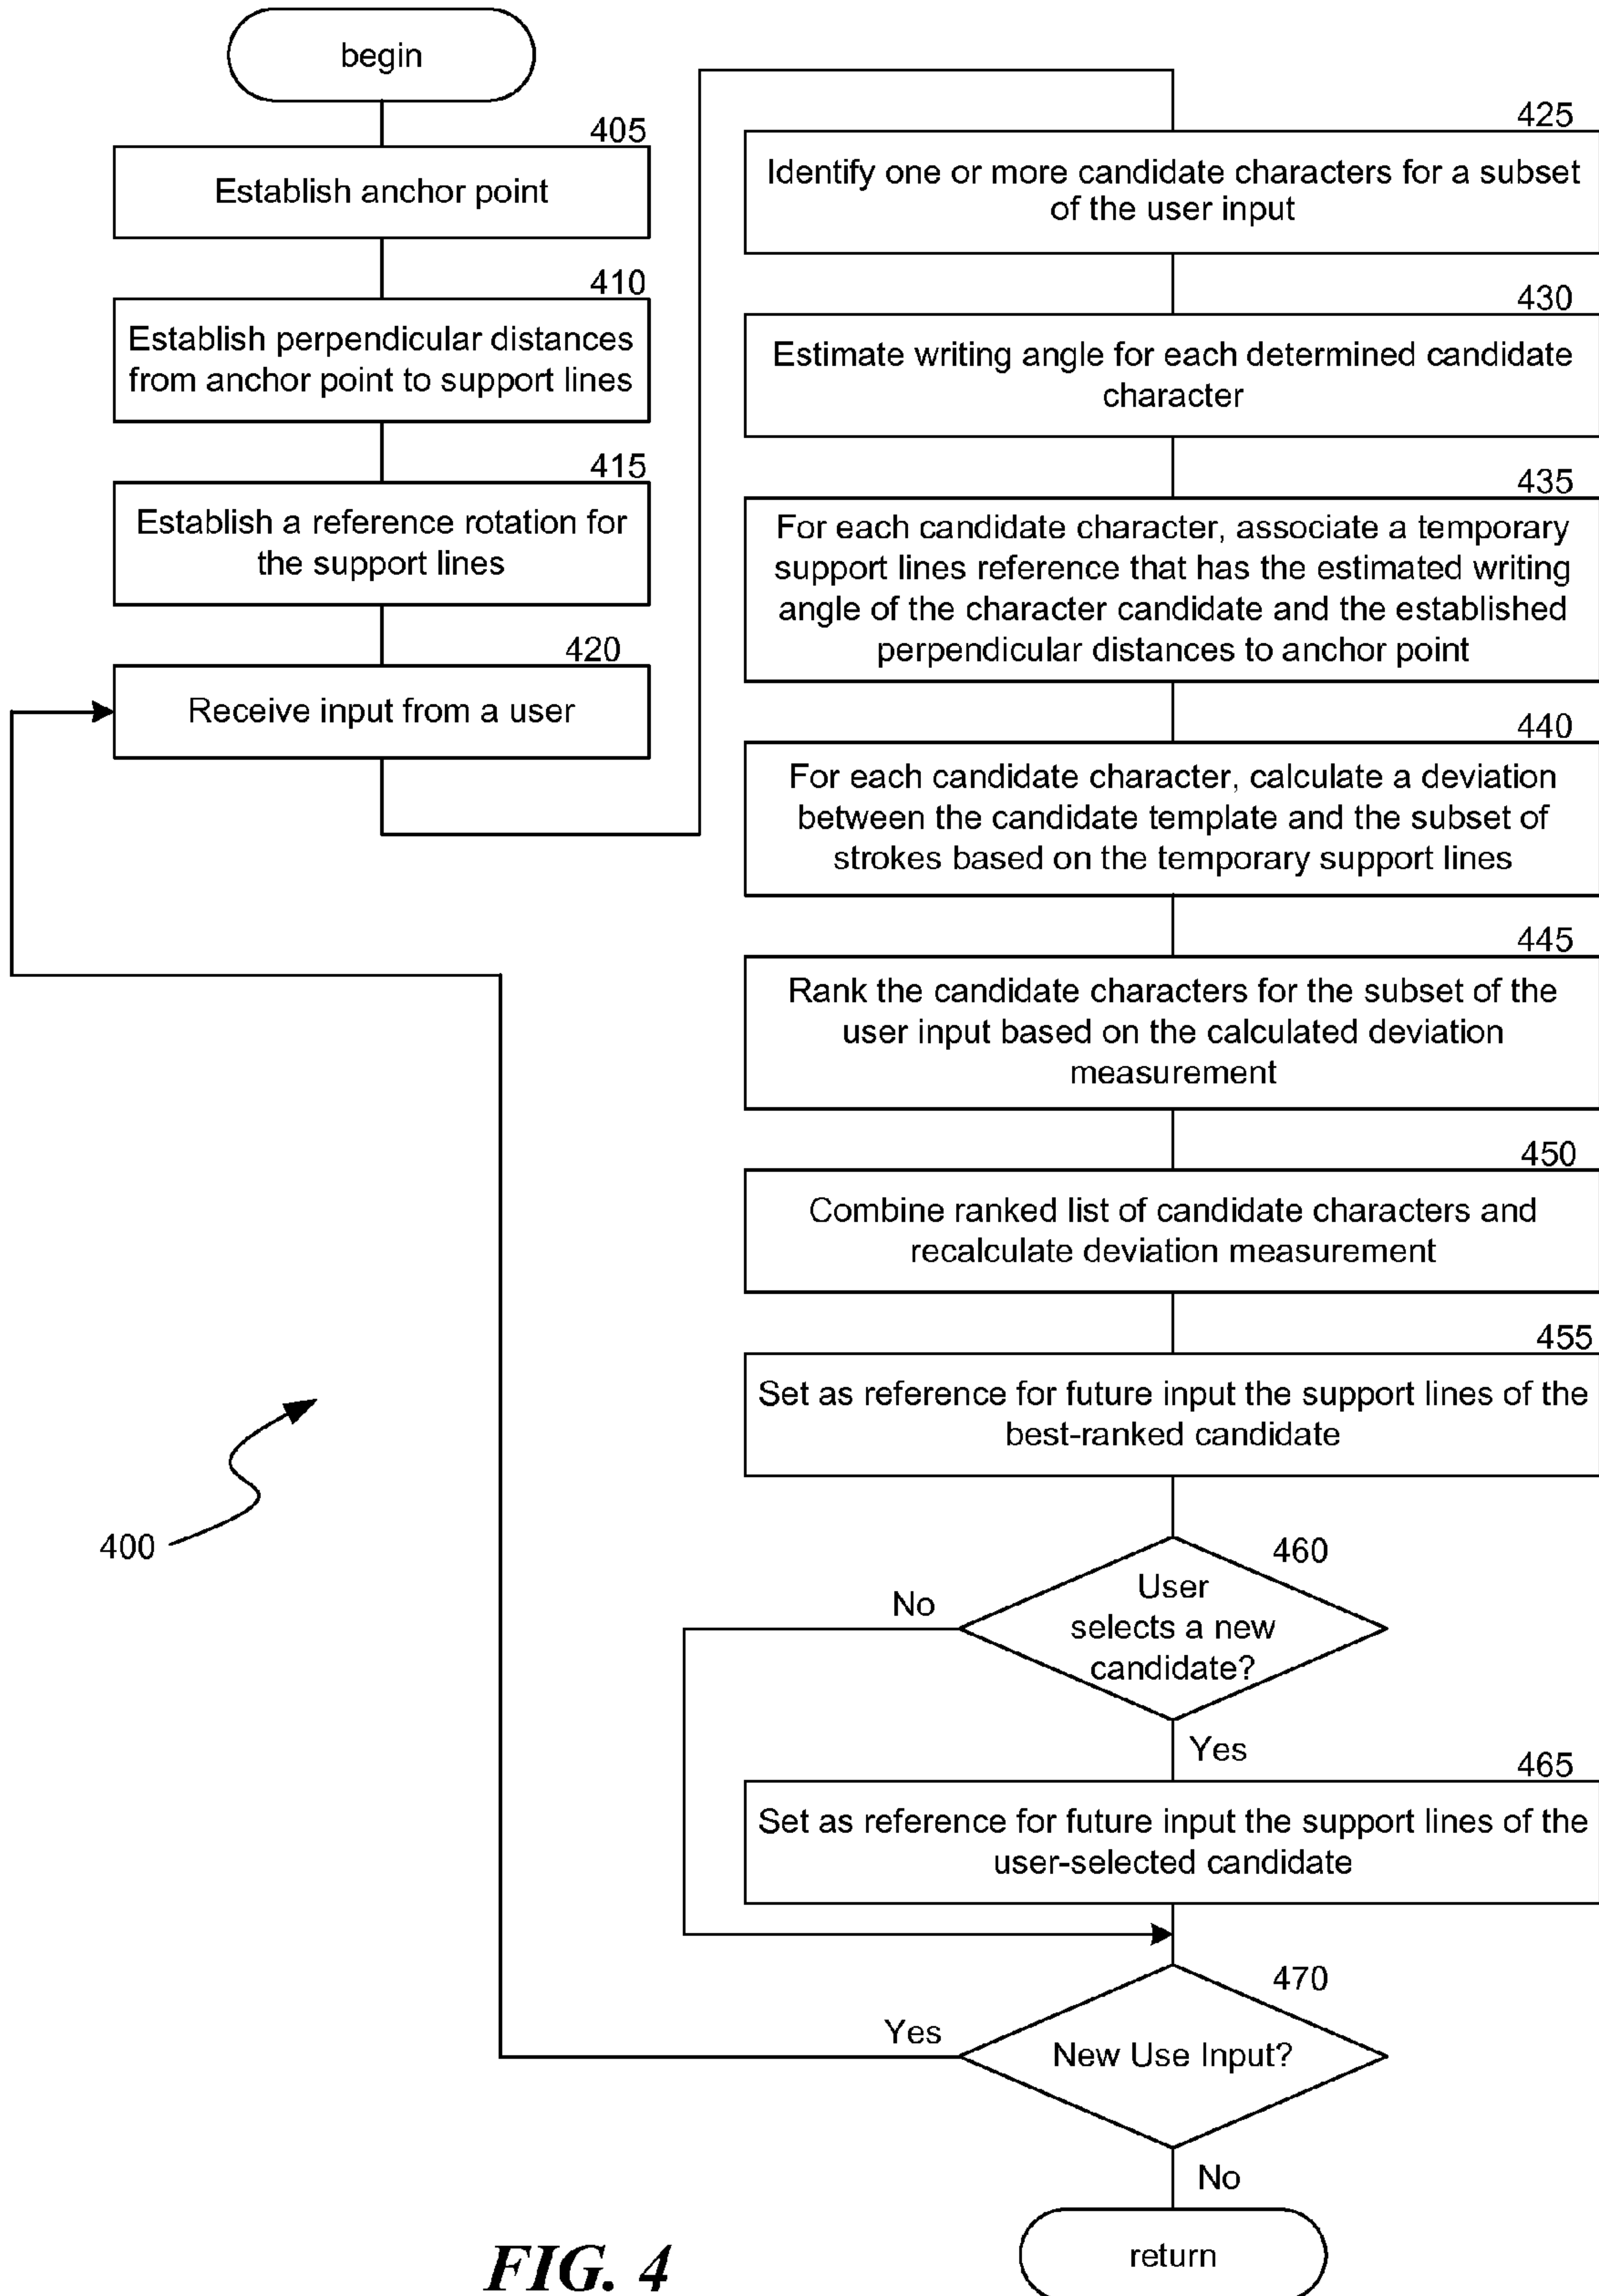 begin
405
Establish anchor point
410
Establish perpendicular distances
from anchor point to support lines
415
Establish a reference rotation for
the support lines
420
Receive input from a user
425
Identify one or more candidate characters for a subset
of the user input
430
Estimate writing angle for each determined candidate
character
435
For each candidate character, associate a temporary
support lines reference that has the estimated writing
angle of the character candidate and the established
perpendicular distances to anchor point
440
For each candidate character, calculate a deviation
between the candidate template and the subset of
strokes based on the temporary support lines
445
Rank the candidate characters for the subset of the
user input based on the calculated deviation
measurement
450
Combine ranked list of candidate characters and
recalculate deviation measurement
455
Set as reference for future input the support lines of the
best-ranked candidate
460
User
selects a new
candidate?
No
Yes
465
Set as reference for future input the support lines of the
user-selected candidate
470
New Use Input?
Yes
No
return
400
FIG. 4